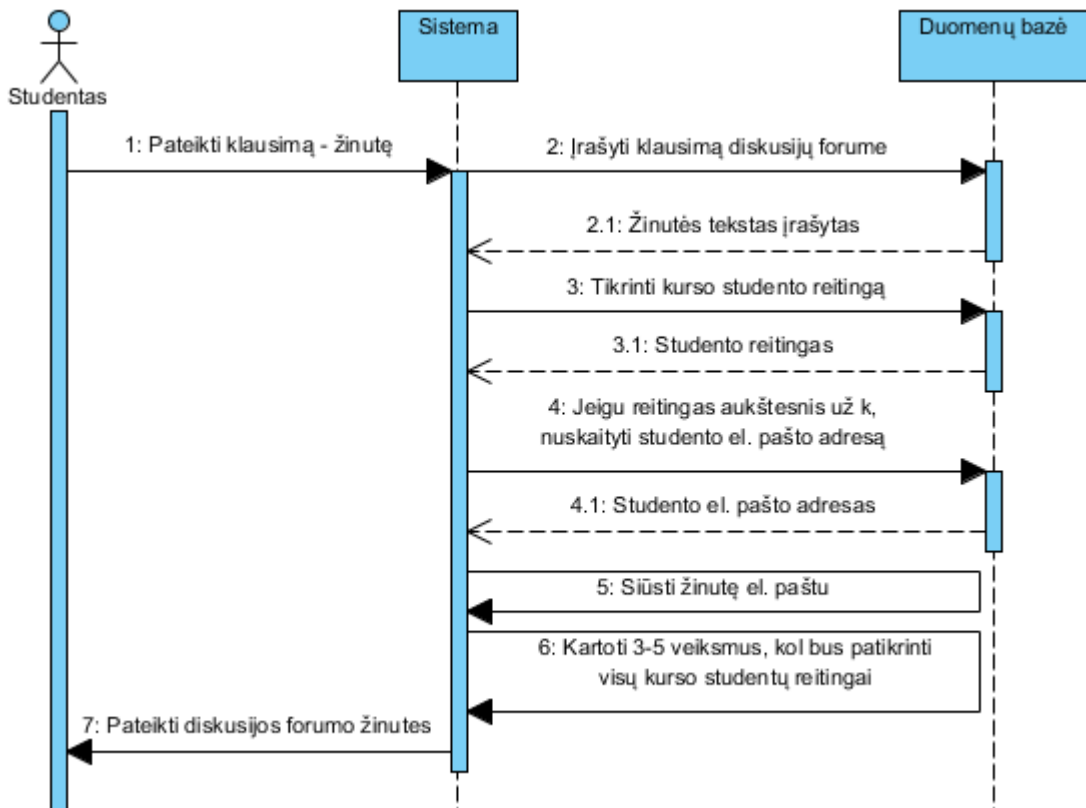 Sistema
Duomenų bazė
Studentas
1: Pateikti klausimą - žinutę
2: Įrašyti klausimą diskusijų forume
2.1: Žinutės tekstas įrašytas
3: Tikrinti kurso studento reitingą
3.1: Studento reitingas
4: Jeigu reitingas aukštesnis už k,
nuskaityti studento el. pašto adresą
4.1: Studento el. pašto adresas
5: Siųsti žinutę el. paštu
6: Kartoti 3-5 veiksmus, kol bus patikrinti
visų kurso studentų reitingai
7: Pateikti diskusijos forumo žinutes